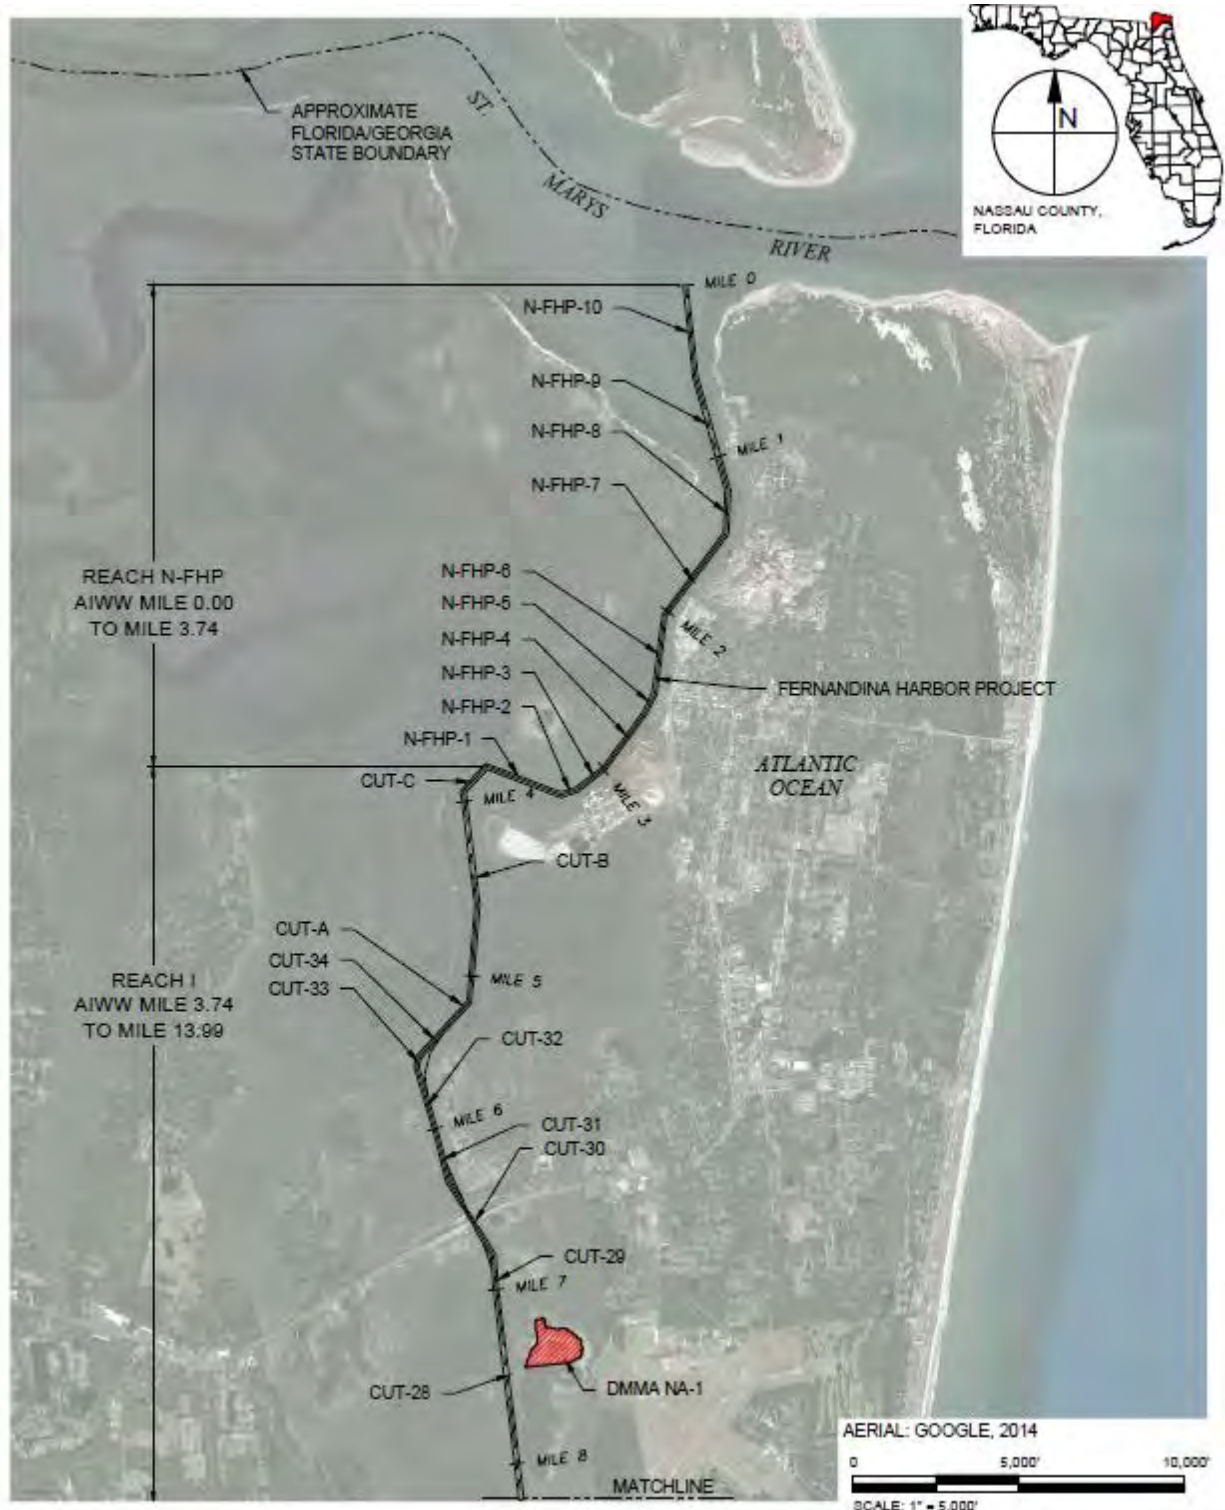 APPROXIMATE
FLORIDA/GEORGIA
STATE BOUNDARY
ST.
MARYS
RIVER
N
NASSAU COUNTY,
FLORIDA
MILE 0
N-FHP-10
N-FHP-9
N-FHP-8
MILE 1
N-FHP-7
REACH N-FHP
AIWW MILE 0.00
TO MILE 3.74
N-FHP-6
N-FHP-5
N-FHP-4
N-FHP-3
N-FHP-2
N-FHP-1
MILE 2
FERNANDINA HARBOR PROJECT
ATLANTIC
OCEAN
CUT-C
MILE 4
MILE 3
CUT-B
CUT-A
CUT-34
CUT-33
MILE 5
REACH I
AIWW MILE 3.74
TO MILE 13.99
CUT-32
MILE 6
CUT-31
CUT-30
CUT-29
MILE 7
CUT-28
DMMA NA-1
MILE 8
MATCHLINE
AERIAL: GOOGLE, 2014
0 5,000' 10,000'
SCALE: 1" = 5,000'